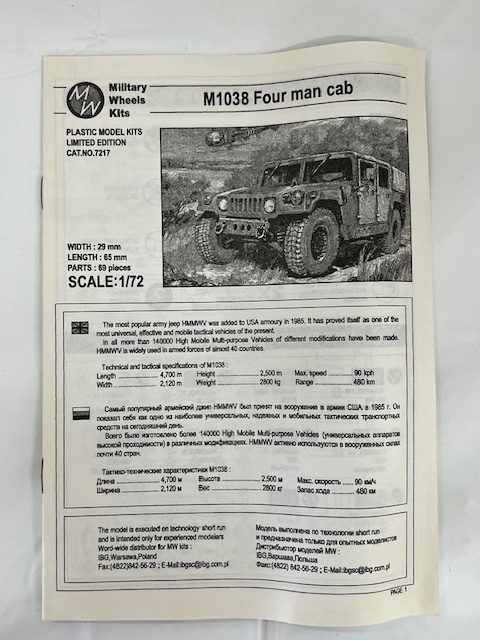 MW
Military
Wheels
Kits
M1038 Four man cab
PLASTIC MODEL KITS
LIMITED EDITION
CAT.NO.7217
WIDTH : 29 mm
LENGTH : 65 mm
PARTS : 69 pieces
SCALE:1/72
The most popular army jeep HMMWV was added to USA armoury in 1985. It has proved itself as one of the
most universal, effective and mobile tactical vehicles of the present.
In all more than 140000 High Mobile Multi-purpose Vehicles of different modifications have been made.
HMMWV is widely used in armed forces of almost 40 countries.
Technical and tactical specifications of M1038 :
Length .................. 4,700 m Height .................. 2,500 m Max. speed ........ 90 kph
Width .................. 2,120 m Weight .................. 2800 kg Range ........ 480 km
Самый популярный армейский джип HMMWV был принят на вооружение в армии США, в 1985 г. Он
показал себя как одно из наиболее универсальных, надежных и мобильных тактических транспортных
средств на сегодняшний день.
Всего было изготовлено более 140000 High Mobile Multi-purpose Vehicles (универсальных аппаратов
высокой проходимости) в различных модификациях. HMMWV активно используются в вооруженных силах
почти 40 стран.
Тактико-технические характеристики M1038 :
Длина .................. 4,700 м Высота .................. 2,500 м Макс. скорость ..... 90 км/ч
Ширина .................. 2,120 м Вес .................. 2800 кг Запас хода ........ 480 км
The model is executed on technology short run
and is intended only for experienced modelers
Word-wide distributor for MW kits :
IBG,Warsawa,Poland
Fax:(4822)842-56-29 ; E-Mail:ibgsc@ibg.com.pl
Модель выполнена по технологии short run
и предназначена только для опытных моделистов
Дистрибьютор моделей MW :
IBG,Варшава,Польша
Факс:(4822) 842-56-29 ; E-Mail:ibgsc@ibg.com.pl
PAGE 1